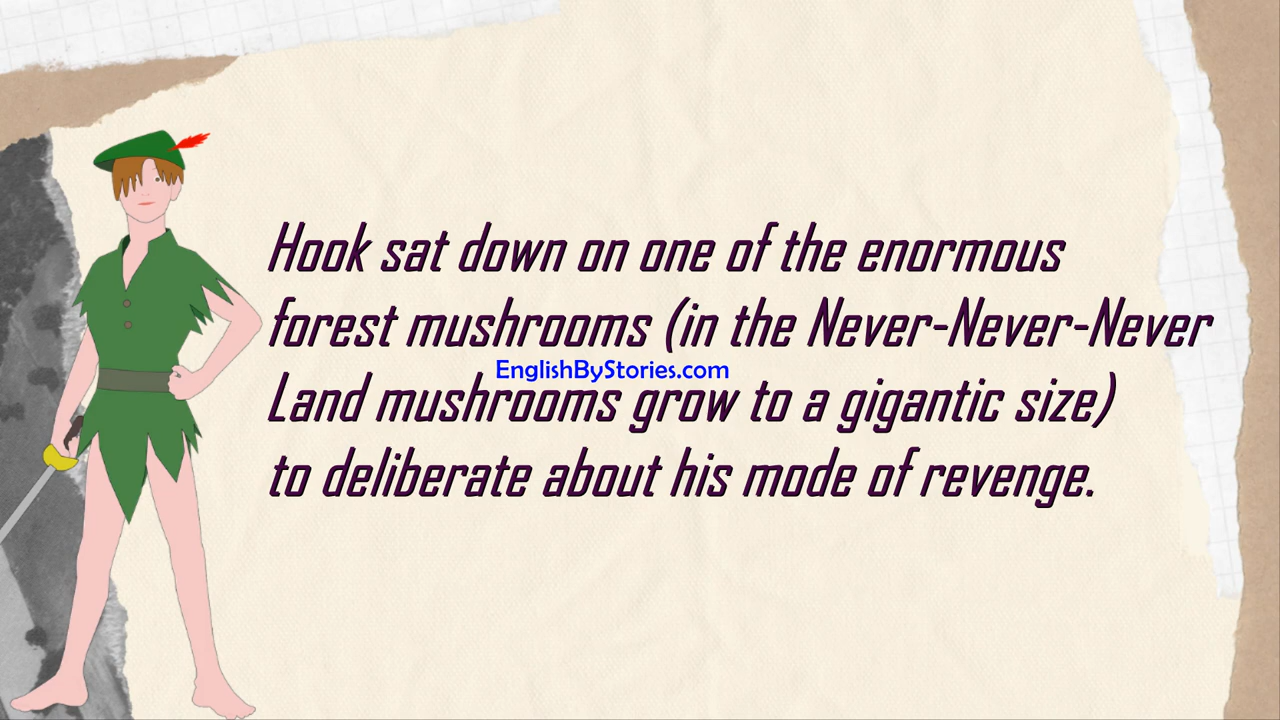 Hook sat down on one of the enormous
forest mushrooms (in the Never-Never-Never
EnglishByStories.com
Land mushrooms grow to a gigantic size)
to deliberate about his mode of revenge.